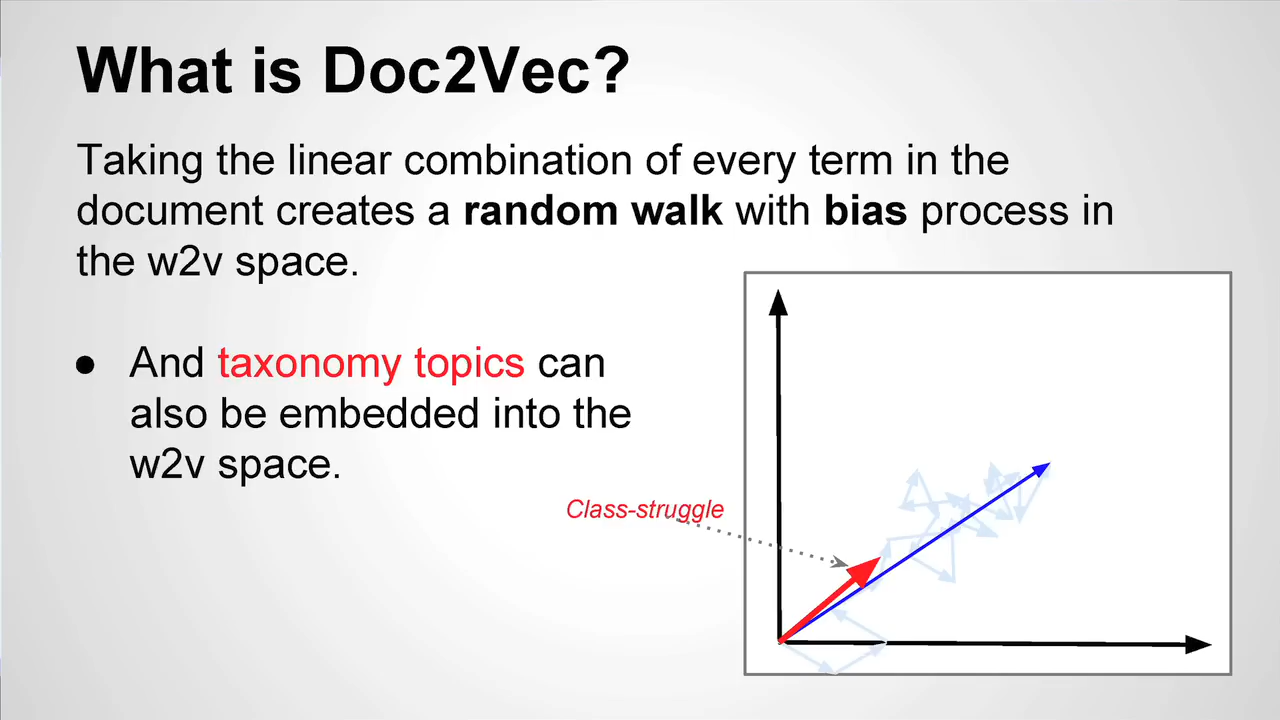 What is Doc2Vec?
Taking the linear combination of every term in the
document creates a random walk with bias process in
the w2v space.
● And taxonomy topics can
also be embedded into the
w2v space.
Class-struggle